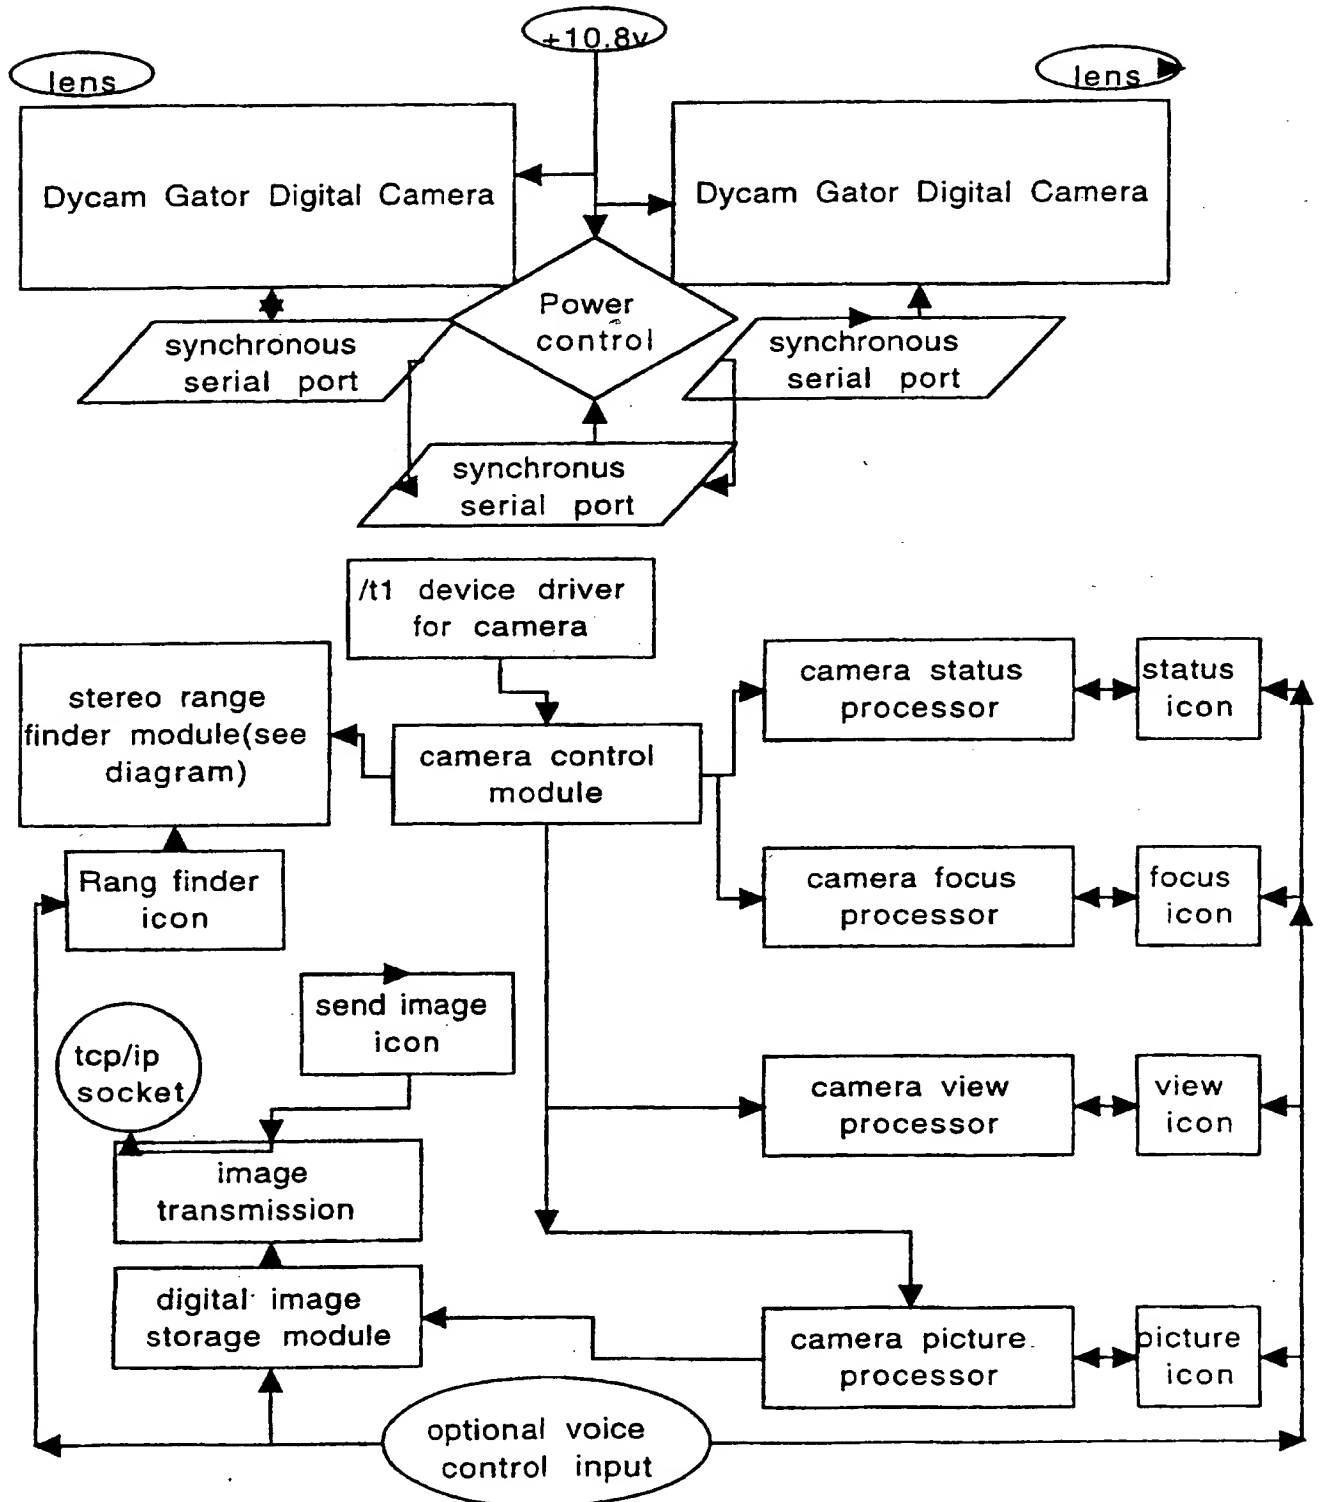 +10.8v
lens
lens
Dycam Gator Digital Camera
Dycam Gator Digital Camera
Power
control
synchronous
serial port
synchronous
serial port
synchronus
serial port
/t1 device driver
for camera
stereo range
finder module(see
diagram)
camera control
module
camera status
processor
status
icon
Rang finder
icon
camera focus
processor
focus
icon
send image
icon
tcp/ip
socket
camera view
processor
view
icon
image
transmission
digital image
storage module
camera picture
processor
picture
icon
optional voice
control input